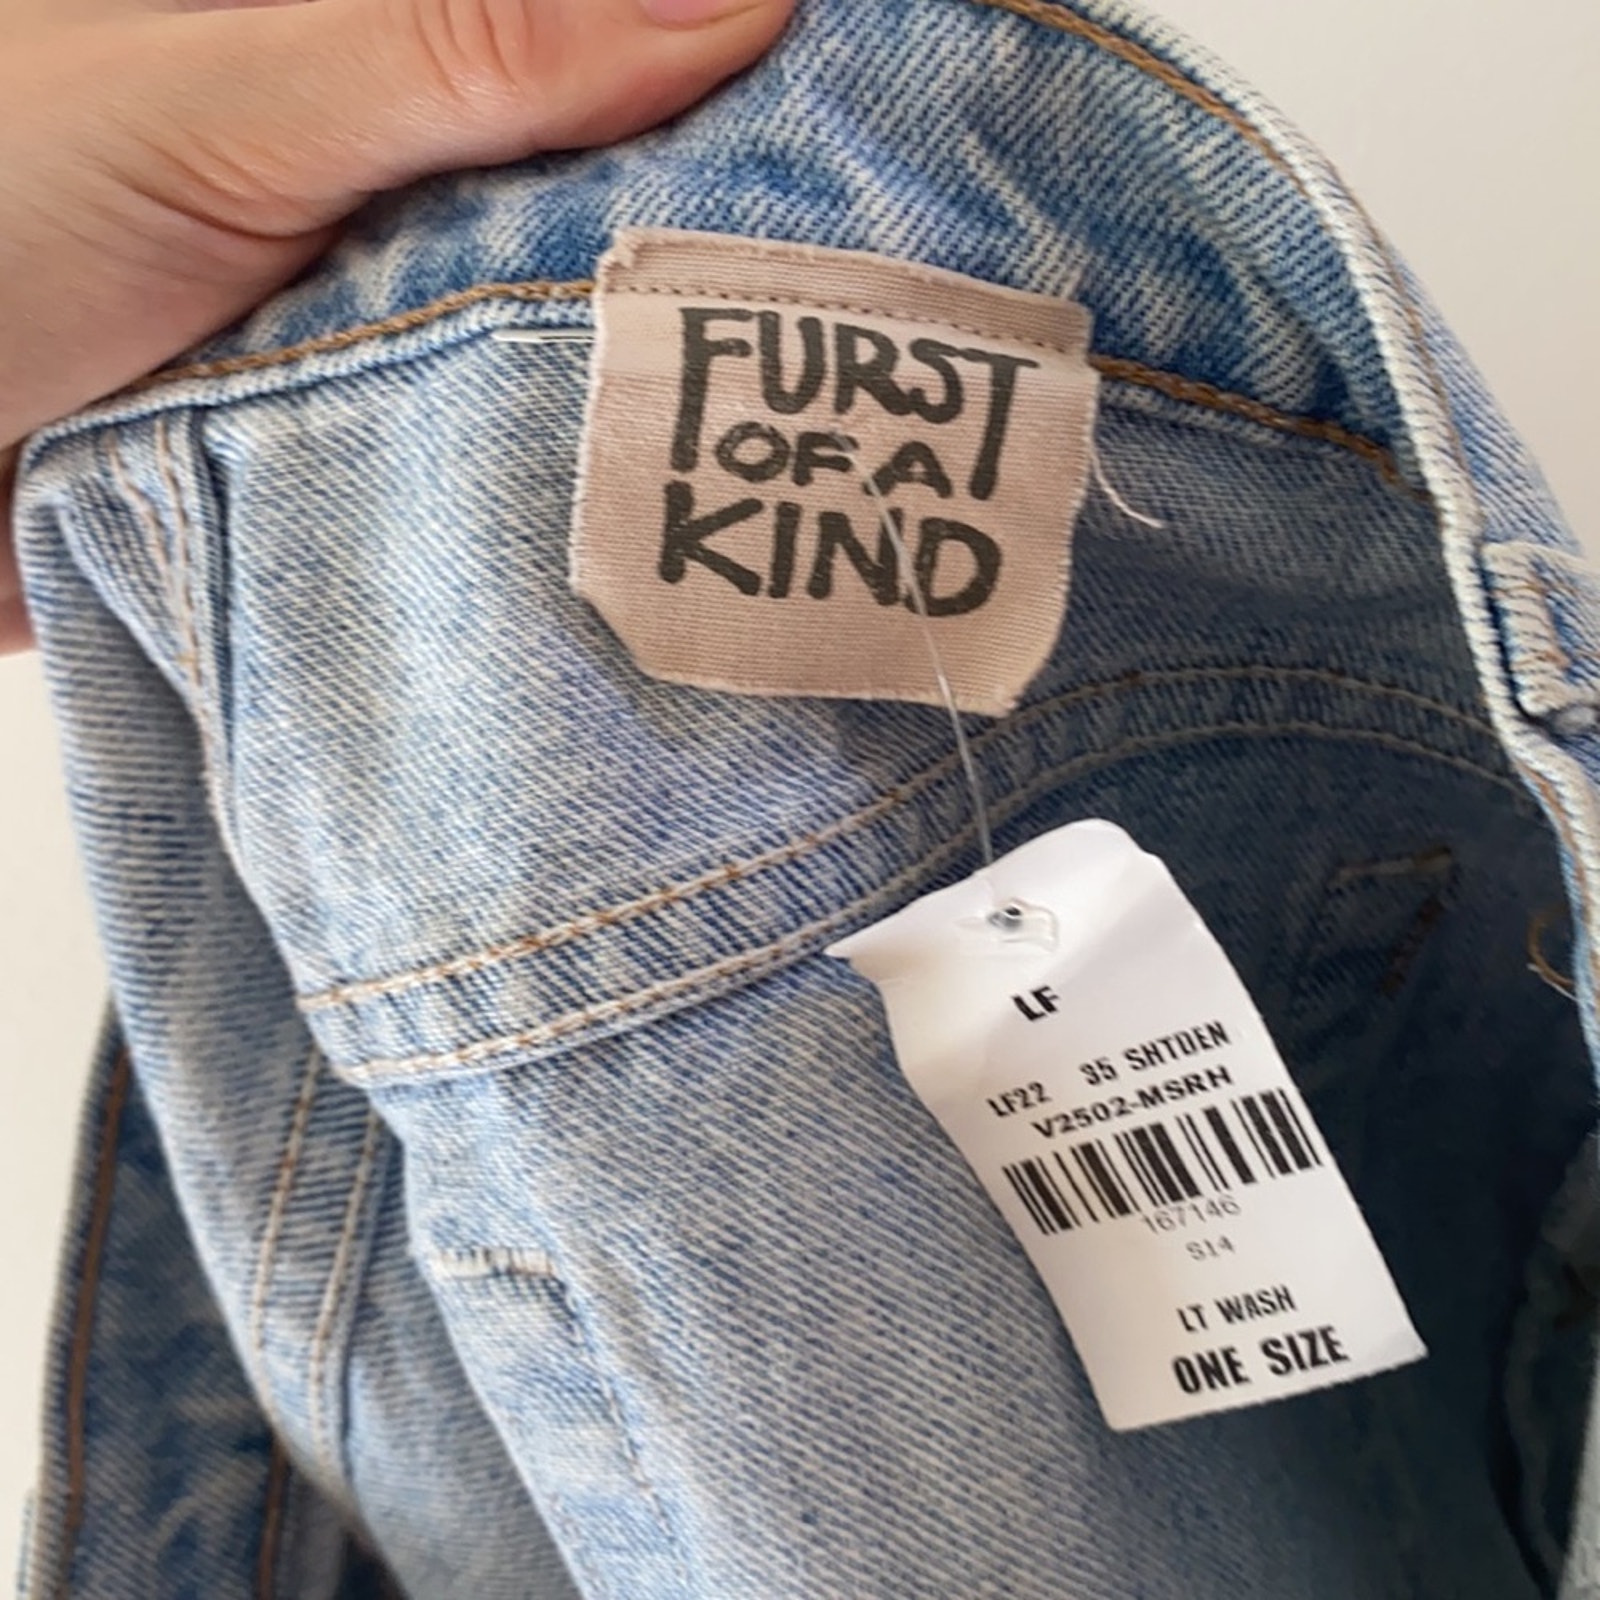 FURST
OF A
KIND
LF
LF22 35 SHTDEN
V2502-MSRH
167146
S14
LT WASH
ONE SIZE